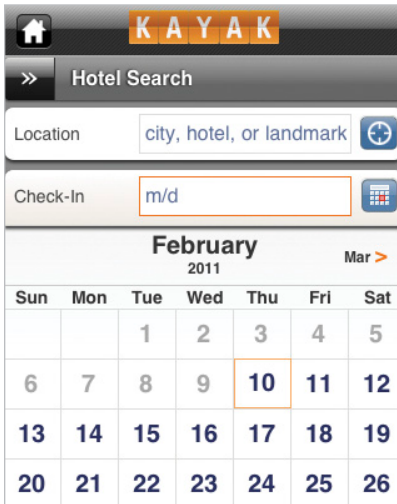 KAYAK
» Hotel Search
Location city, hotel, or landmark
Check-In m/d
February
2011
Mar >
Sun Mon Tue Wed Thu Fri Sat
1 2 3 4 5
6 7 8 9 10 11 12
13 14 15 16 17 18 19
20 21 22 23 24 25 26